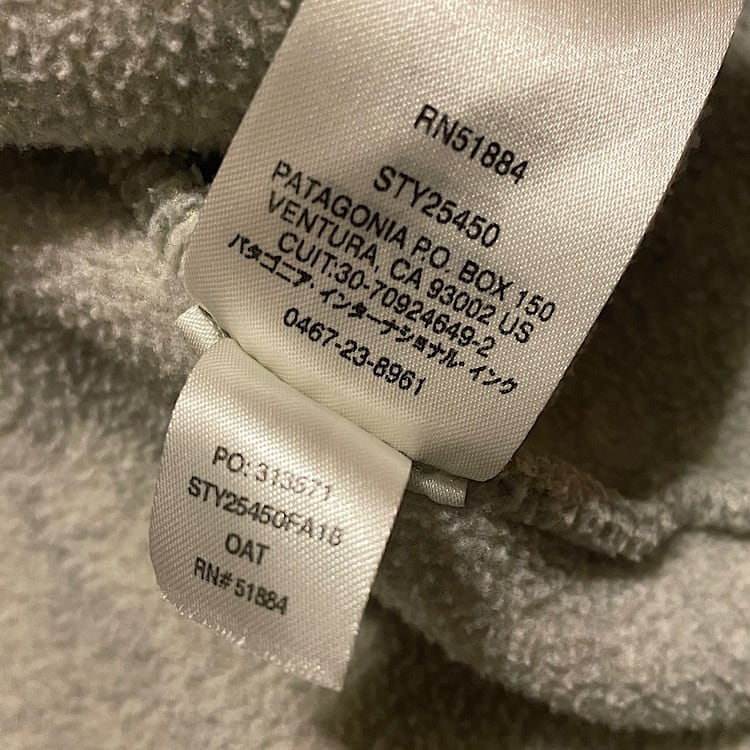 RN51884
STY25450
PATAGONIA P.O. BOX 150
VENTURA, CA 93002 US
CUIT:30-70924649-2
パタゴニア・インターナショナル・インク
0467-23-8961
PO: 313571
STY25450FA18
OAT
RN# 51884